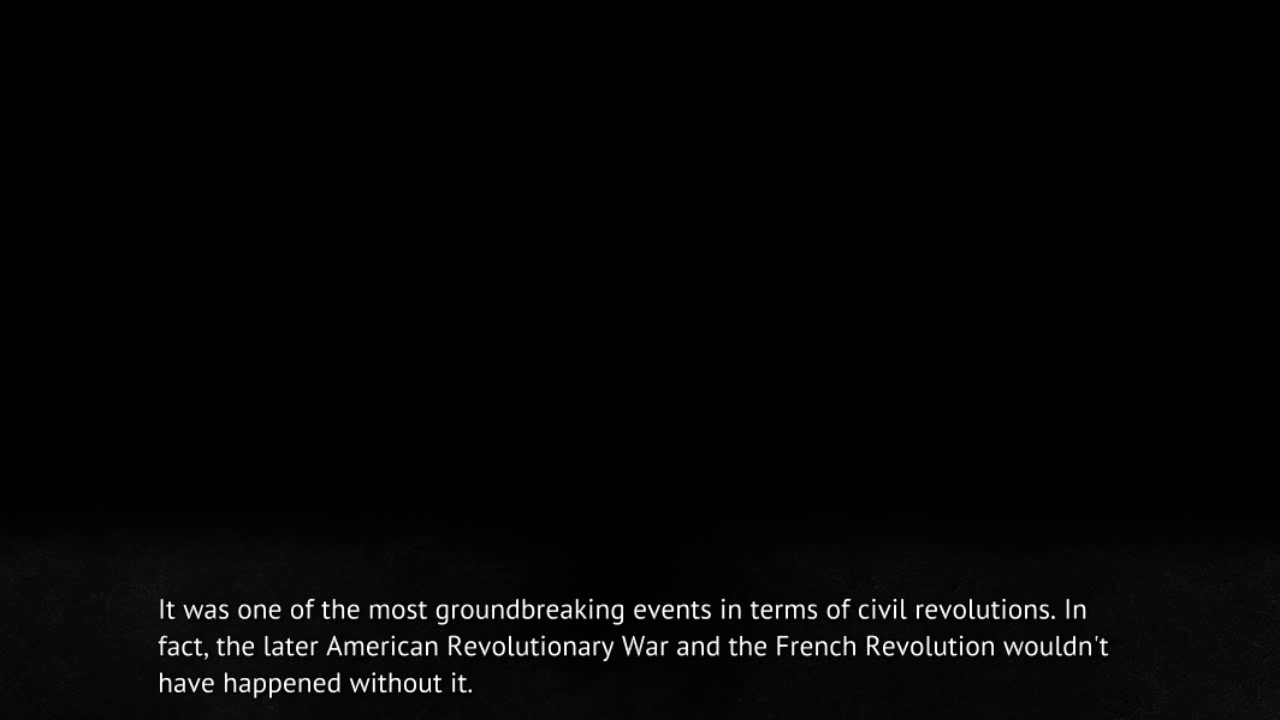 It was one of the most groundbreaking events in terms of civil revolutions. In
fact, the later American Revolutionary War and the French Revolution wouldn't
have happened without it.